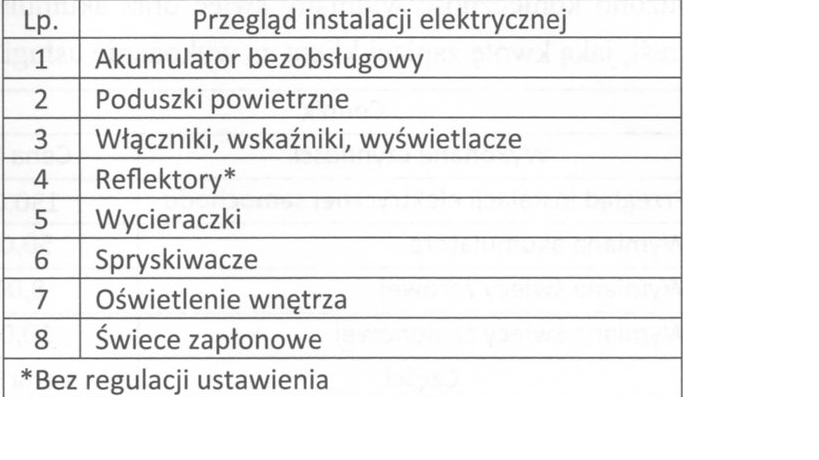 Lp. Przegląd instalacji elektrycznej
1 Akumulator bezobsługowy
2 Poduszki powietrzne
3 Włączniki, wskaźniki, wyświetlacze
4 Reflektory*
5 Wycieraczki
6 Spryskiwacze
7 Oświetlenie wnętrza
8 Świece zapłonowe
*Bez regulacji ustawienia